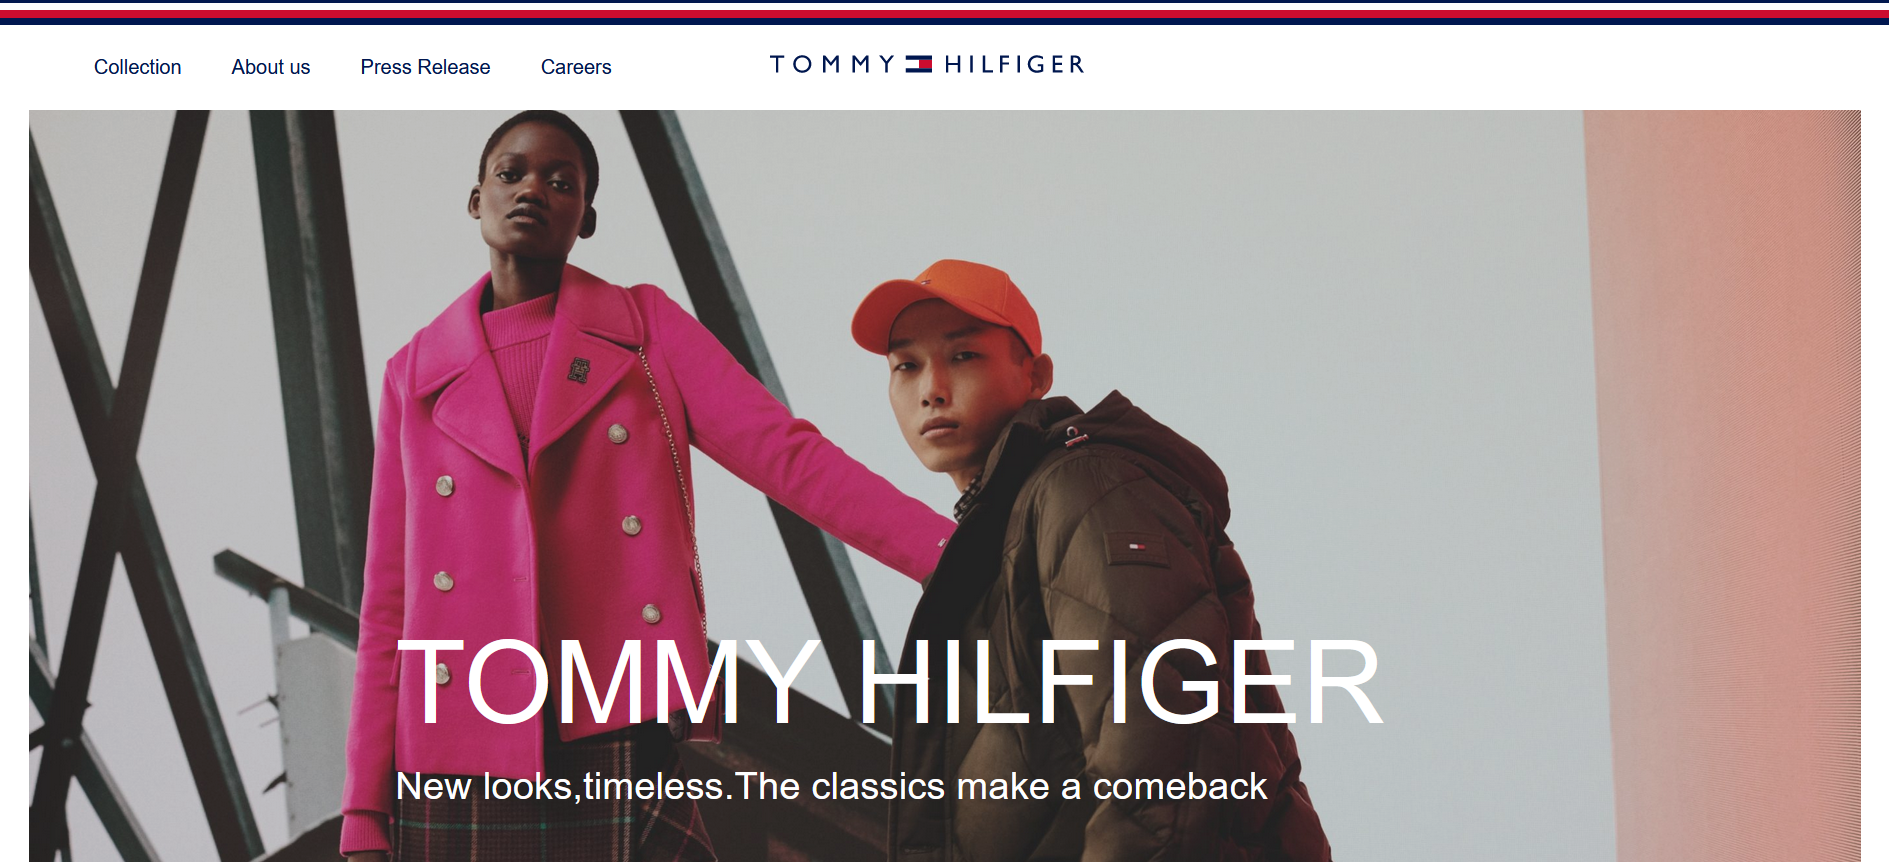 Collection About us Press Release Careers TOMMY HILFIGER
TOMMY HILFIGER
New looks,timeless.The classics make a comeback